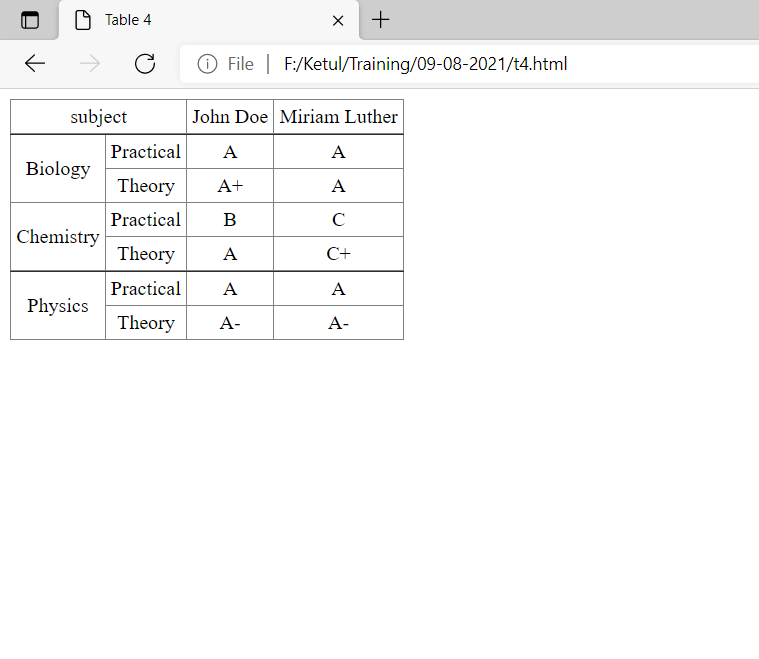 Table 4
File F:/Ketul/Training/09-08-2021/t4.html
subject John Doe Miriam Luther
Biology Practical A A
Theory A+ A
Chemistry Practical B C
Theory A C+
Physics Practical A A
Theory A- A-